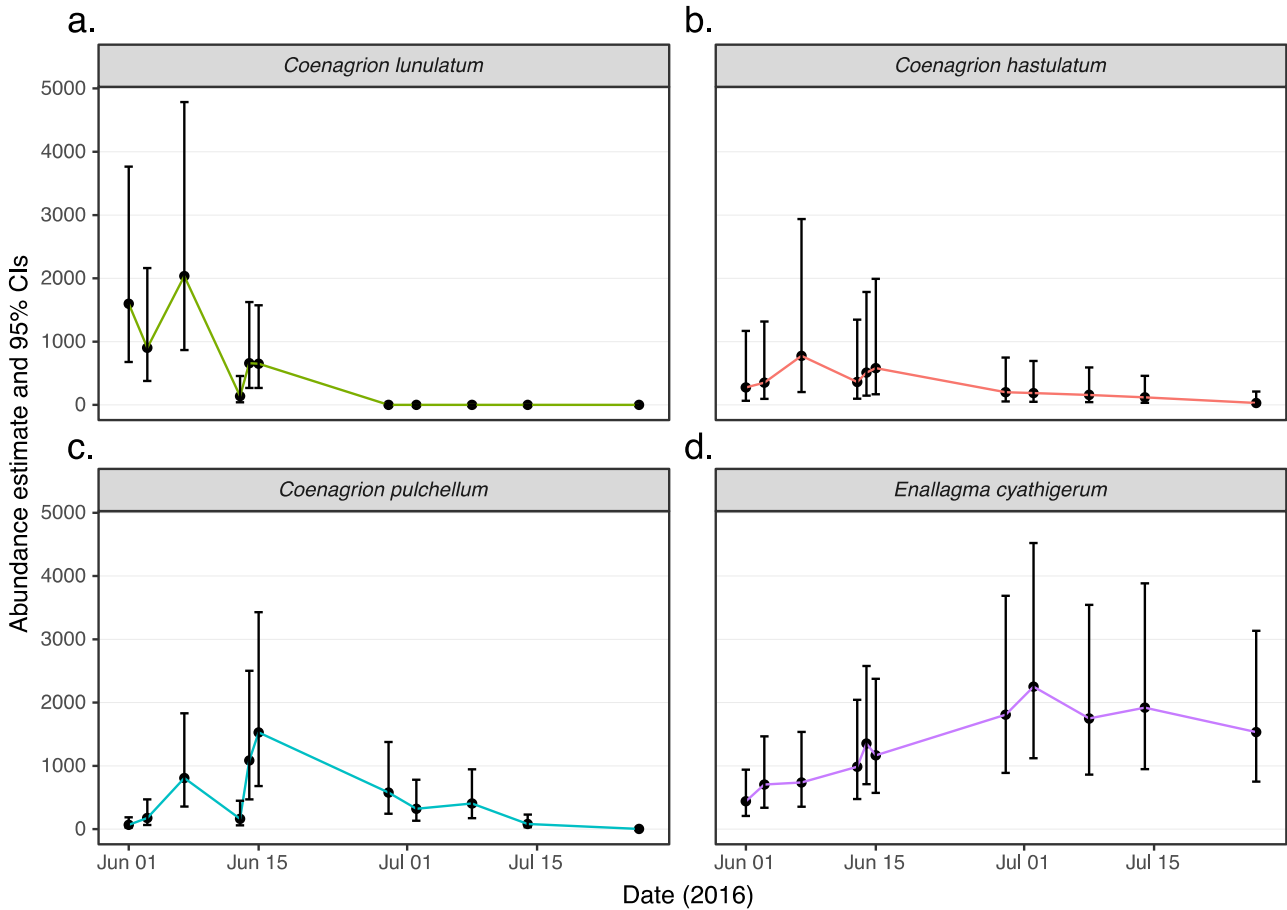 a.
Coenagrion lunulatum
b.
Coenagrion hastulatum
5000
4000
3000
2000
1000
0
Abundance estimate and 95% CIs
c.
Coenagrion pulchellum
d.
Enallagma cyathigerum
5000
4000
3000
2000
1000
0
Jun 01 Jun 15 Jul 01 Jul 15
Jun 01 Jun 15 Jul 01 Jul 15
Date (2016)